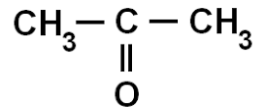 CH₃ — C — CH₃
||
O